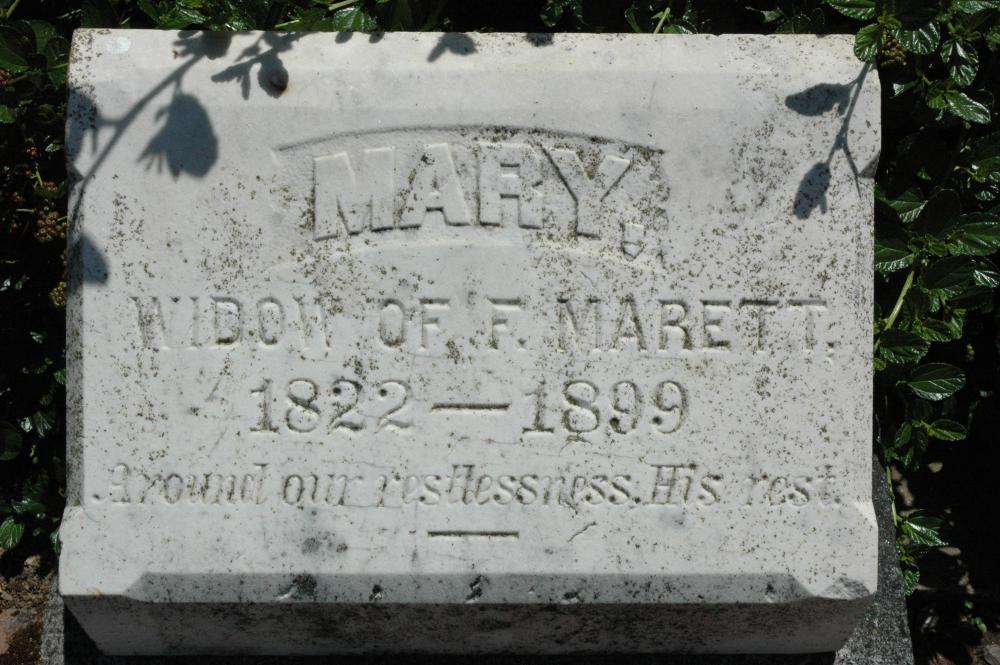 MARY,
WIDOW OF F. MARETT,
1822 — 1899
Around our restlessness, His rest.